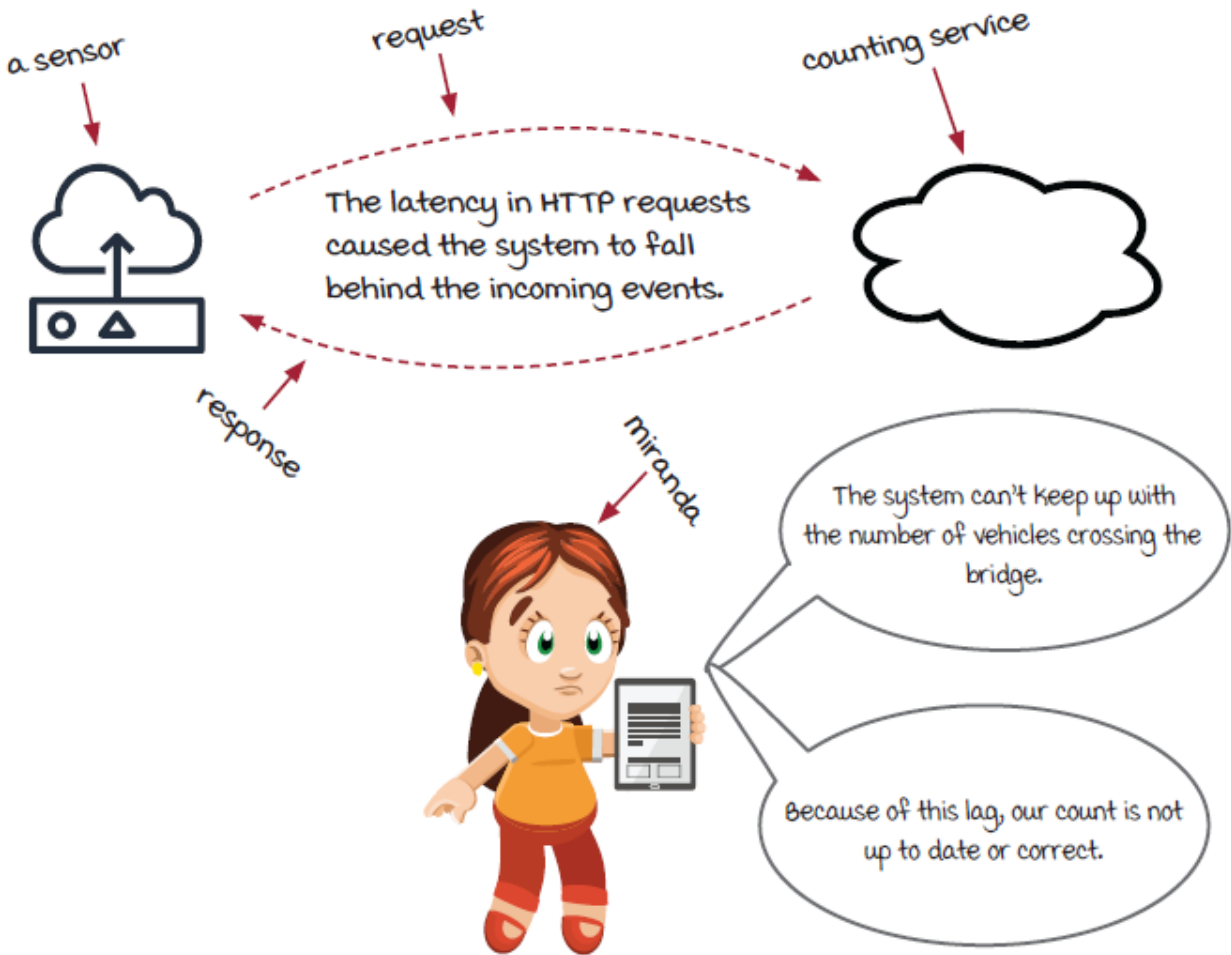 a sensor
request
counting service
The latency in HTTP requests
caused the system to fall
behind the incoming events.
response
miranda
The system can't keep up with
the number of vehicles crossing the
bridge.
Because of this lag, our count is not
up to date or correct.